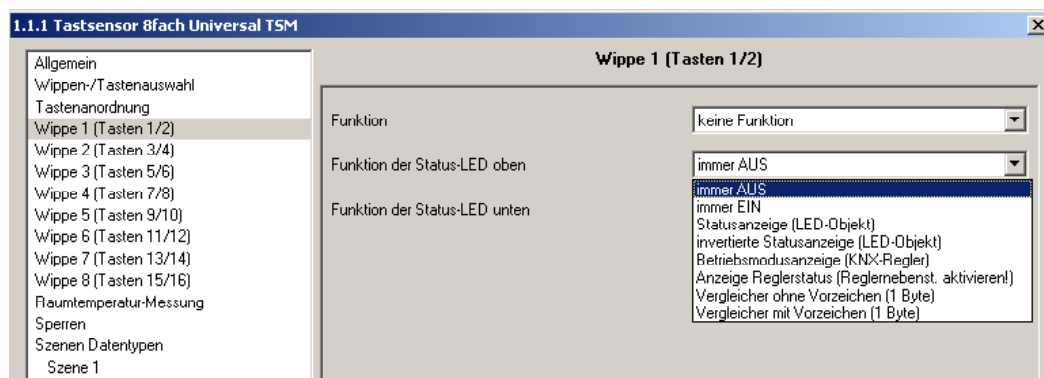 1.1.1 Tastsensor 8fach Universal TSM
Allgemein
Wippen-/Tastenauswahl
Tastenanordnung
Wippe 1 (Tasten 1/2)
Wippe 2 (Tasten 3/4)
Wippe 3 (Tasten 5/6)
Wippe 4 (Tasten 7/8)
Wippe 5 (Tasten 9/10)
Wippe 6 (Tasten 11/12)
Wippe 7 (Tasten 13/14)
Wippe 8 (Tasten 15/16)
Raumtemperatur-Messung
Sperren
Szenen Datentypen
Szene 1
Wippe 1 (Tasten 1/2)
Funktion
keine Funktion
Funktion der Status-LED oben
immer AUS
immer AUS
immer EIN
Statusanzeige (LED-Objekt)
invertierte Statusanzeige (LED-Objekt)
Betriebsmodusanzeige (KNX-Regler)
Anzeige Reglerstatus (Reglernebenst. aktivieren!)
Vergleicher ohne Vorzeichen (1 Byte)
Vergleicher mit Vorzeichen (1 Byte)
Funktion der Status-LED unten